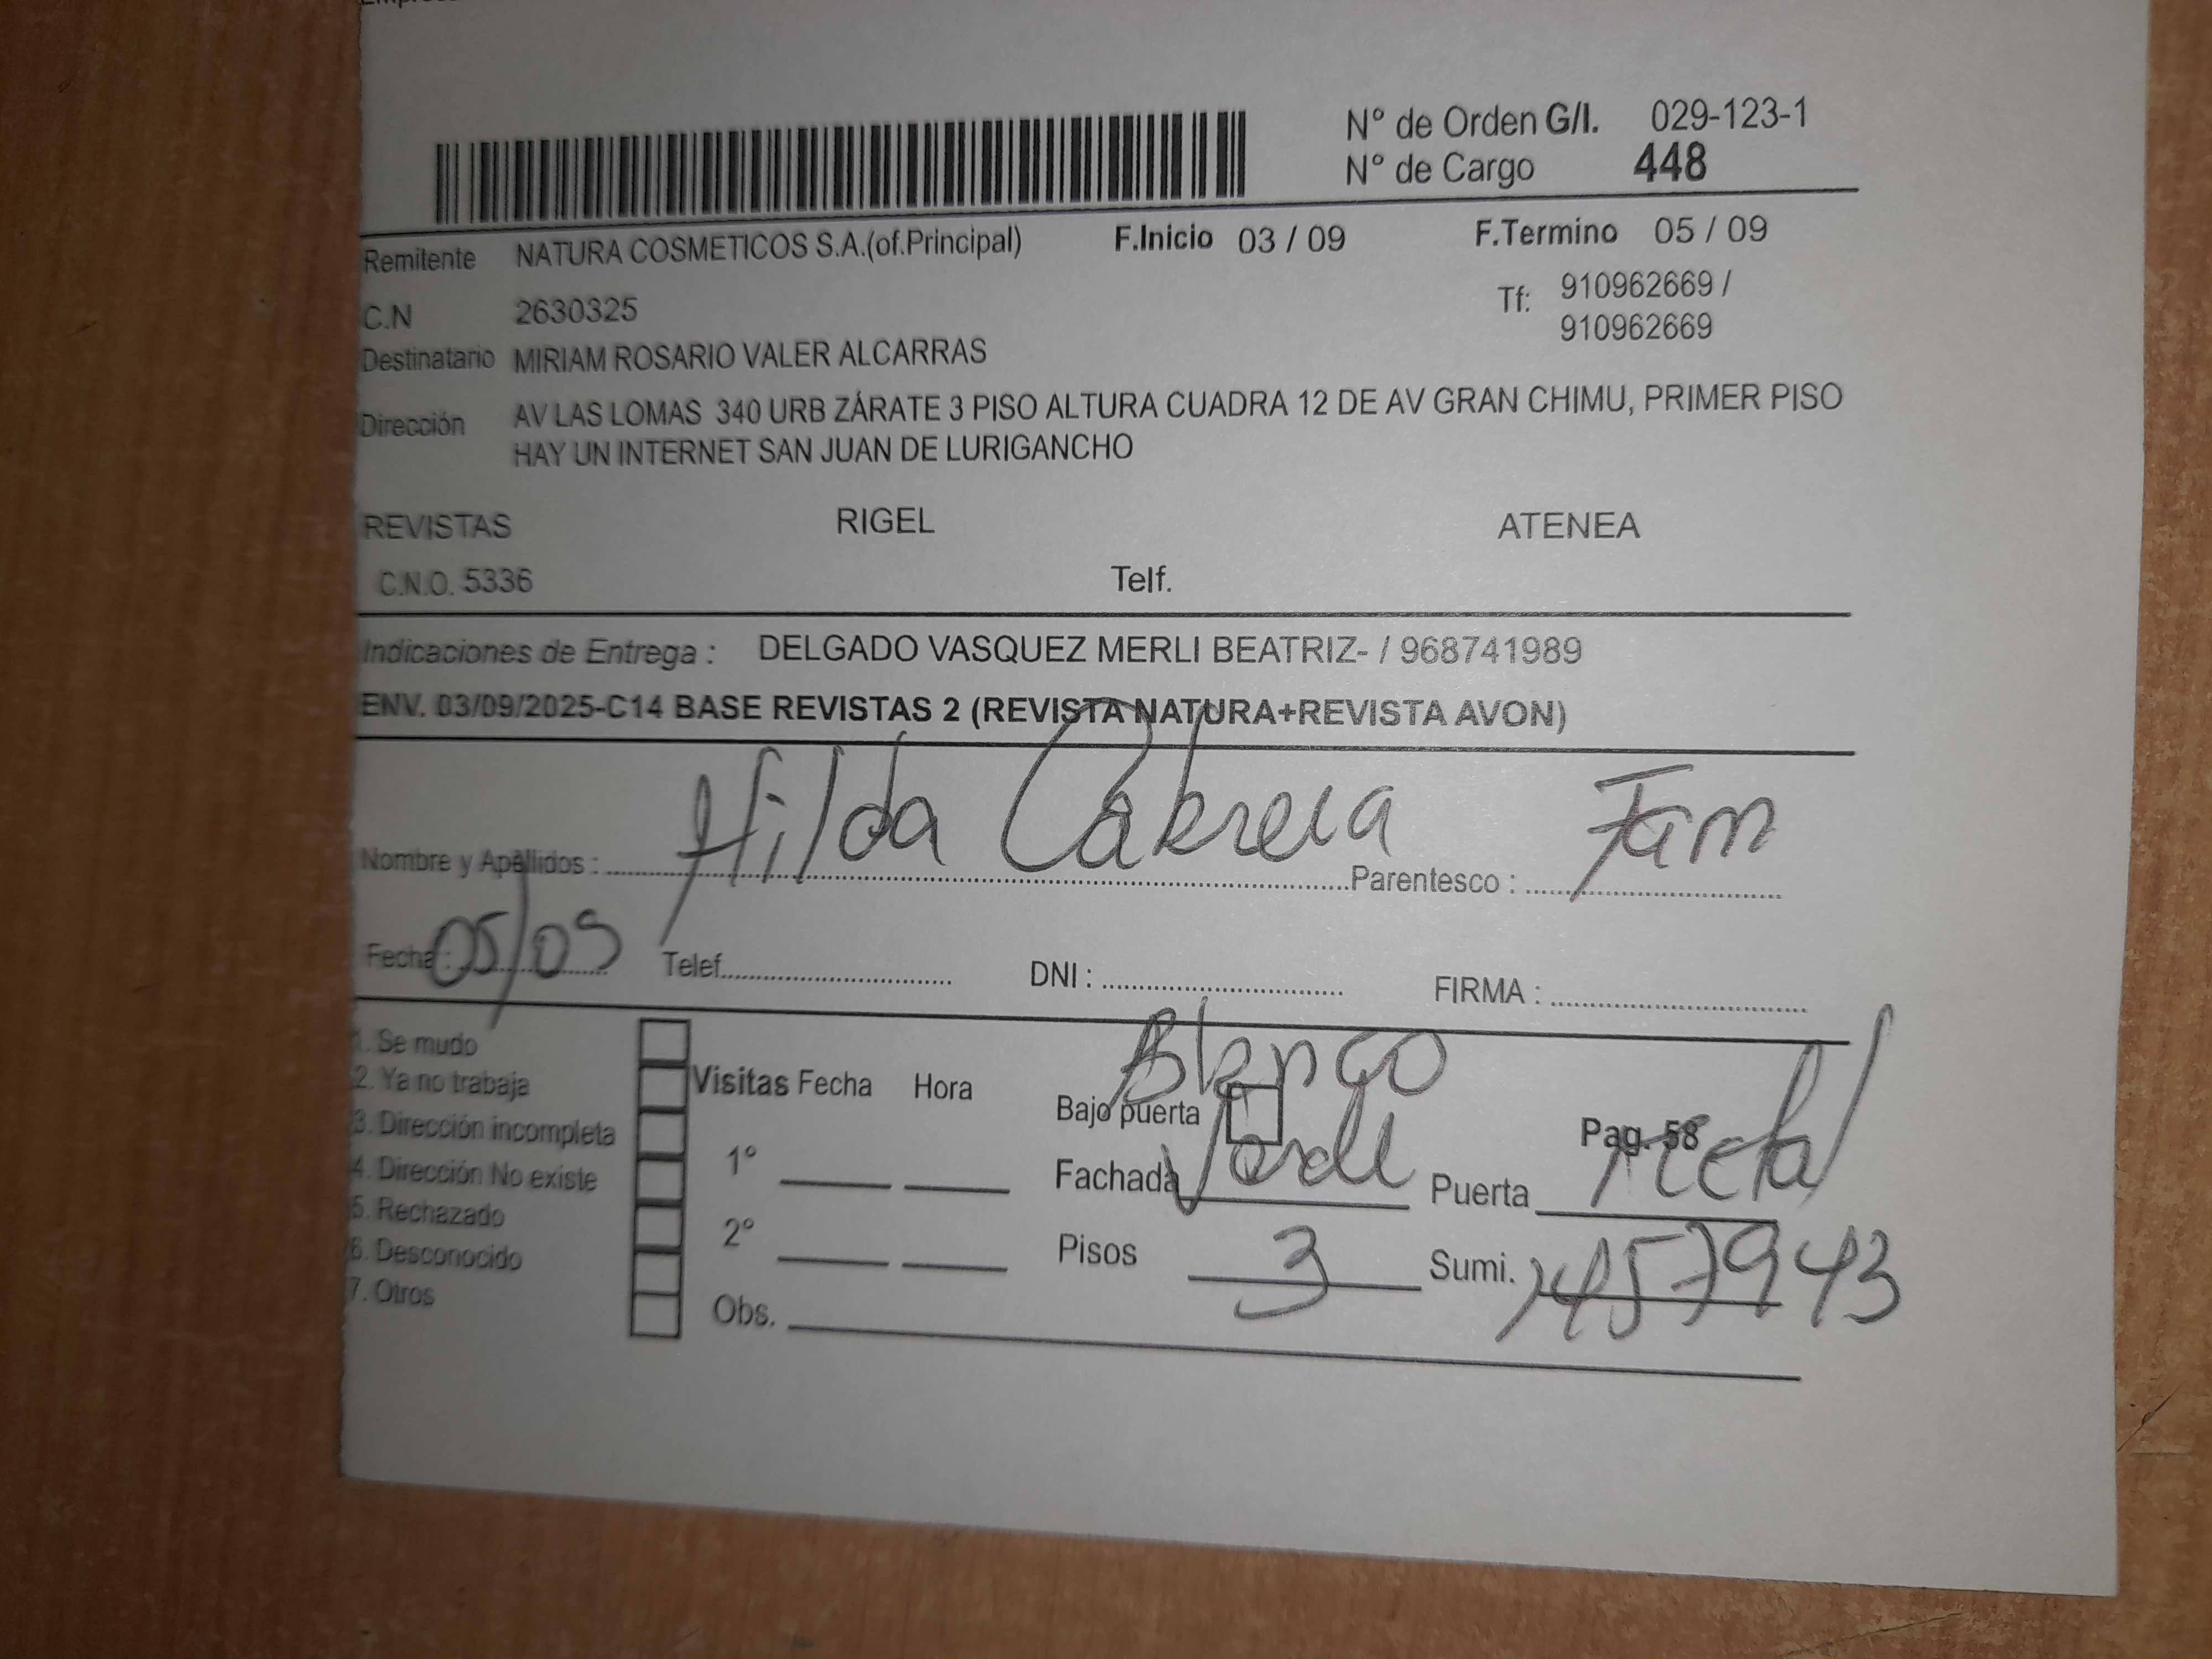 N° de Orden G/I. 029-123-1
N° de Cargo 448
Remitente NATURA COSMETICOS S.A.(of.Principal) F.Inicio 03 / 09 F.Termino 05 / 09
C.N 2630325 Tf: 910962669 /
910962669
Destinatario MIRIAM ROSARIO VALER ALCARRAS
Dirección AV LAS LOMAS 340 URB ZÁRATE 3 PISO ALTURA CUADRA 12 DE AV GRAN CHIMU, PRIMER PISO
HAY UN INTERNET SAN JUAN DE LURIGANCHO
REVISTAS RIGEL ATENEA
C.N.O. 5336 Telf.
Indicaciones de Entrega : DELGADO VASQUEZ MERLI BEATRIZ- / 968741989
ENV. 03/09/2025-C14 BASE REVISTAS 2 (REVISTA NATURA+REVISTA AVON)
Nombre y Apellidos : Hilda Cabrera Parentesco : Fam
Fecha : 05/09 Telef. DNI : FIRMA :
1. Se mudo
2. Ya no trabaja
3. Dirección incompleta
4. Dirección No existe
5. Rechazado
6. Desconocido
7. Otros
Visitas Fecha Hora
1°
2°
Obs.
Blanco
Bajo puerta Pag. 58
Fachada Verde Puerta Metal
Pisos 3 Sumi. 1457943